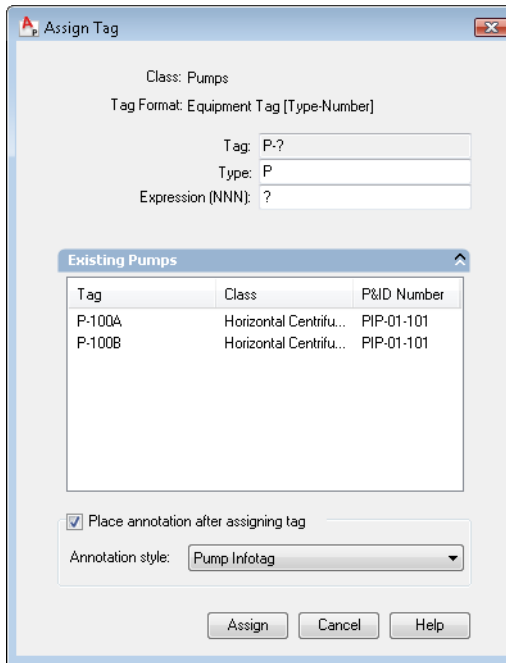 Assign Tag
Class: Pumps
Tag Format: Equipment Tag [Type-Number]
Tag: P-?
Type: P
Expression (NNN): ?
Existing Pumps
Tag Class P&ID Number
P-100A Horizontal Centrifu... PIP-01-101
P-100B Horizontal Centrifu... PIP-01-101
Place annotation after assigning tag
Annotation style: Pump Infotag
Assign Cancel Help